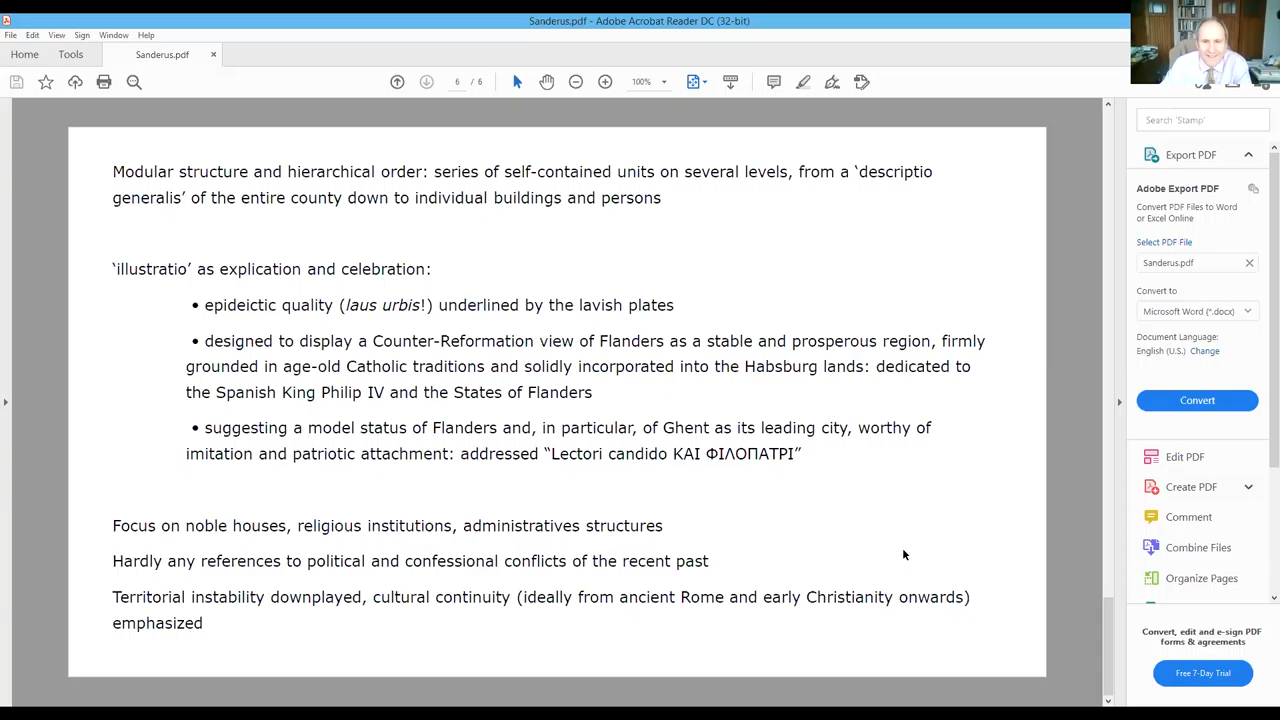 Sanderus.pdf - Adobe Acrobat Reader DC (32-bit)
File Edit View Sign Window Help
Home Tools Sanderus.pdf ×
6 / 6 100%
Search 'Stamp'
Modular structure and hierarchical order: series of self-contained units on several levels, from a ‘descriptio
generalis’ of the entire county down to individual buildings and persons
‘illustratio’ as explication and celebration:
• epideictic quality (laus urbis!) underlined by the lavish plates
• designed to display a Counter-Reformation view of Flanders as a stable and prosperous region, firmly
grounded in age-old Catholic traditions and solidly incorporated into the Habsburg lands: dedicated to
the Spanish King Philip IV and the States of Flanders
• suggesting a model status of Flanders and, in particular, of Ghent as its leading city, worthy of
imitation and patriotic attachment: addressed “Lectori candido ΚΑΙ ΦΙΛΟΠΑΤΡΙ”
Focus on noble houses, religious institutions, administratives structures
Hardly any references to political and confessional conflicts of the recent past
Territorial instability downplayed, cultural continuity (ideally from ancient Rome and early Christianity onwards)
emphasized
Export PDF
Adobe Export PDF
Convert PDF Files to Word
or Excel Online
Select PDF File
Sanderus.pdf ×
Convert to
Microsoft Word (*.docx)
Document Language:
English (U.S.) Change
Convert
Edit PDF
Create PDF
Comment
Combine Files
Organize Pages
Convert, edit and e-sign PDF
forms & agreements
Free 7-Day Trial